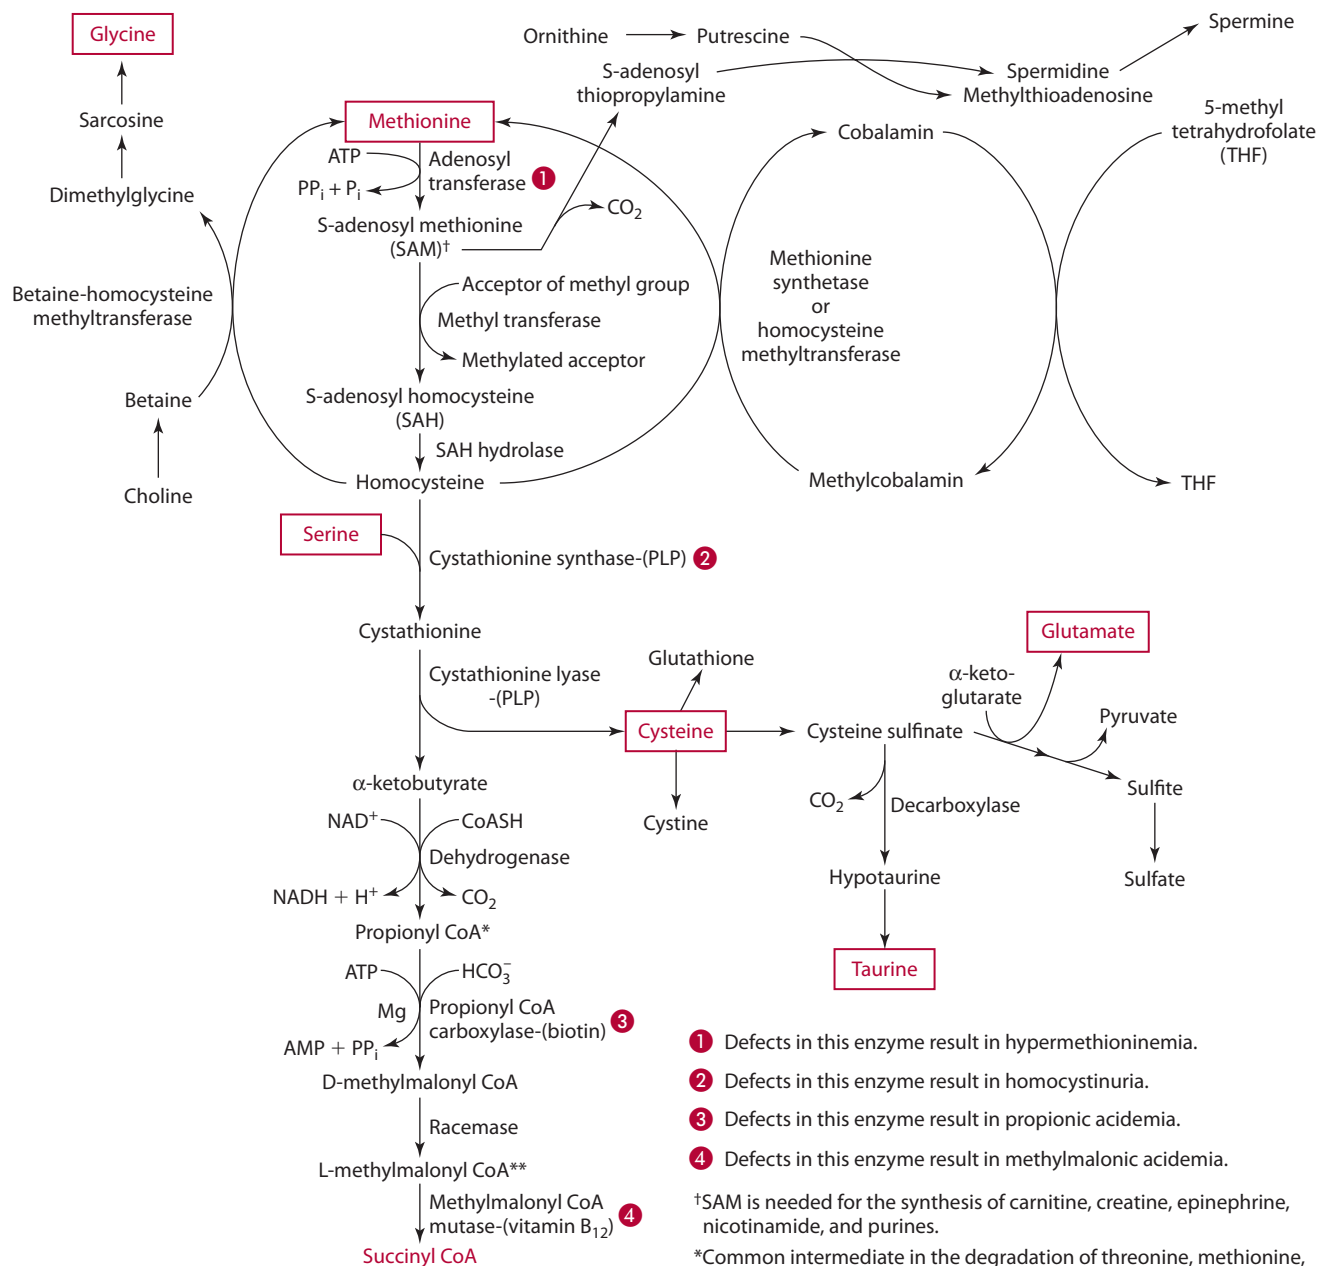 Glycine
Sarcosine
Dimethylglycine
Betaine-homocysteine
methyltransferase
Betaine
Choline
Ornithine
Putrescine
Spermine
S-adenosyl
thiopropylamine
Spermidine
Methylthioadenosine
Methionine
ATP
PPi + Pi
Adenosyl
transferase 1
S-adenosyl methionine
(SAM)†
CO2
Acceptor of methyl group
Methyl transferase
Methylated acceptor
S-adenosyl homocysteine
(SAH)
SAH hydrolase
Homocysteine
Cobalamin
5-methyl
tetrahydrofolate
(THF)
Methionine
synthetase
or
homocysteine
methyltransferase
Methylcobalamin
THF
Serine
Cystathionine synthase-(PLP) 2
Cystathionine
Cystathionine lyase
-(PLP)
Glutathione
Cysteine
Cystine
Cysteine sulfinate
α-keto-
glutarate
Glutamate
Pyruvate
Sulfite
Sulfate
CO2
Decarboxylase
Hypotaurine
Taurine
α-ketobutyrate
NAD+
CoASH
Dehydrogenase
NADH + H+
CO2
Propionyl CoA*
ATP
HCO3−
Mg
Propionyl CoA
carboxylase-(biotin) 3
AMP + PPi
D-methylmalonyl CoA
Racemase
L-methylmalonyl CoA**
Methylmalonyl CoA
mutase-(vitamin B12) 4
Succinyl CoA
1 Defects in this enzyme result in hypermethioninemia.
2 Defects in this enzyme result in homocystinuria.
3 Defects in this enzyme result in propionic acidemia.
4 Defects in this enzyme result in methylmalonic acidemia.
†SAM is needed for the synthesis of carnitine, creatine, epinephrine,
nicotinamide, and purines.
*Common intermediate in the degradation of threonine, methionine,